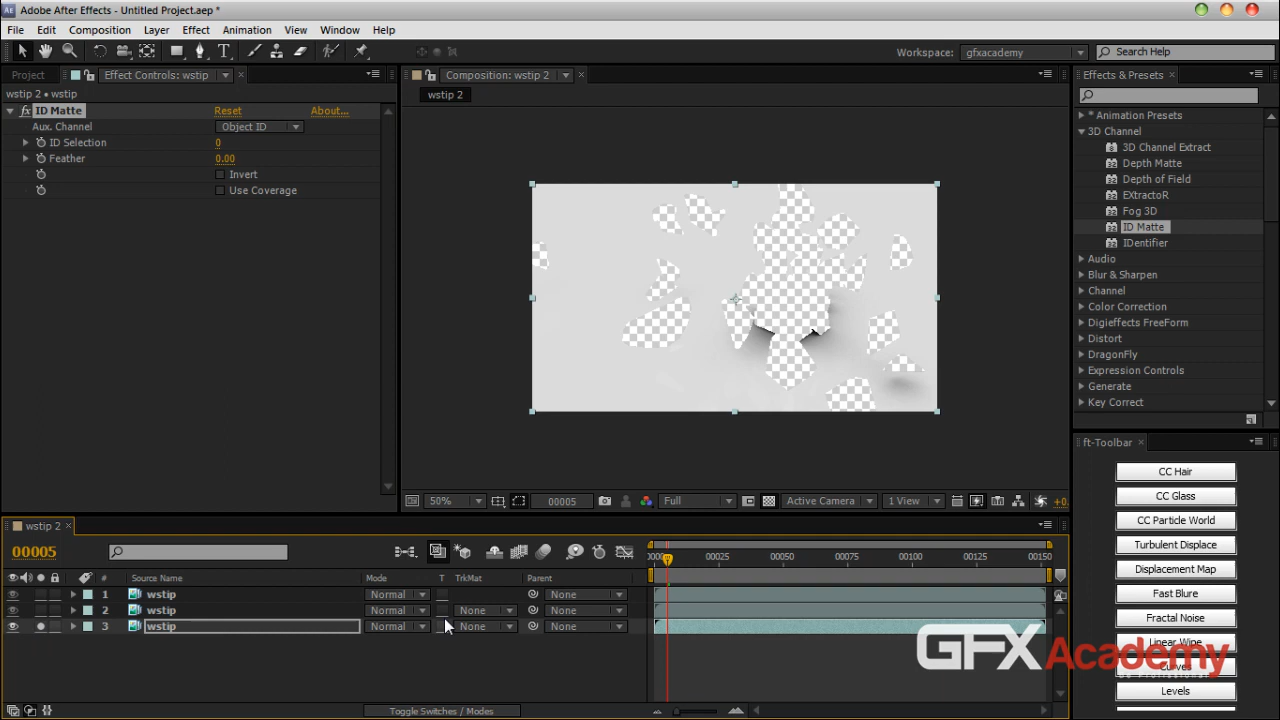 Adobe After Effects - Untitled Project.aep *
File Edit Composition Layer Effect Animation View Window Help
Workspace: gfxacademy Search Help
Project Effect Controls: wstip
wstip 2 • wstip
fx ID Matte Reset About...
Aux. Channel Object ID
ID Selection 0
Feather 0.00
Invert
Use Coverage
Composition: wstip 2
wstip 2
50% 00005 Full Active Camera 1 View +0.
Effects & Presets
* Animation Presets
3D Channel
3D Channel Extract
Depth Matte
Depth of Field
EXtractoR
Fog 3D
ID Matte
IDentifier
Audio
Blur & Sharpen
Channel
Color Correction
Digieffects FreeForm
Distort
DragonFly
Expression Controls
Generate
Key Correct
ft-Toolbar
CC Hair
CC Glass
CC Particle World
Turbulent Displace
Displacement Map
Fast Blure
Fractal Noise
Linear Wipe
Curves
Levels
wstip 2
00005
# Source Name Mode T TrkMat Parent
1 wstip Normal None
2 wstip Normal None None
3 wstip Normal None None
00025 00050 00075 00100 00125 00150
Toggle Switches / Modes
GFXAcademy